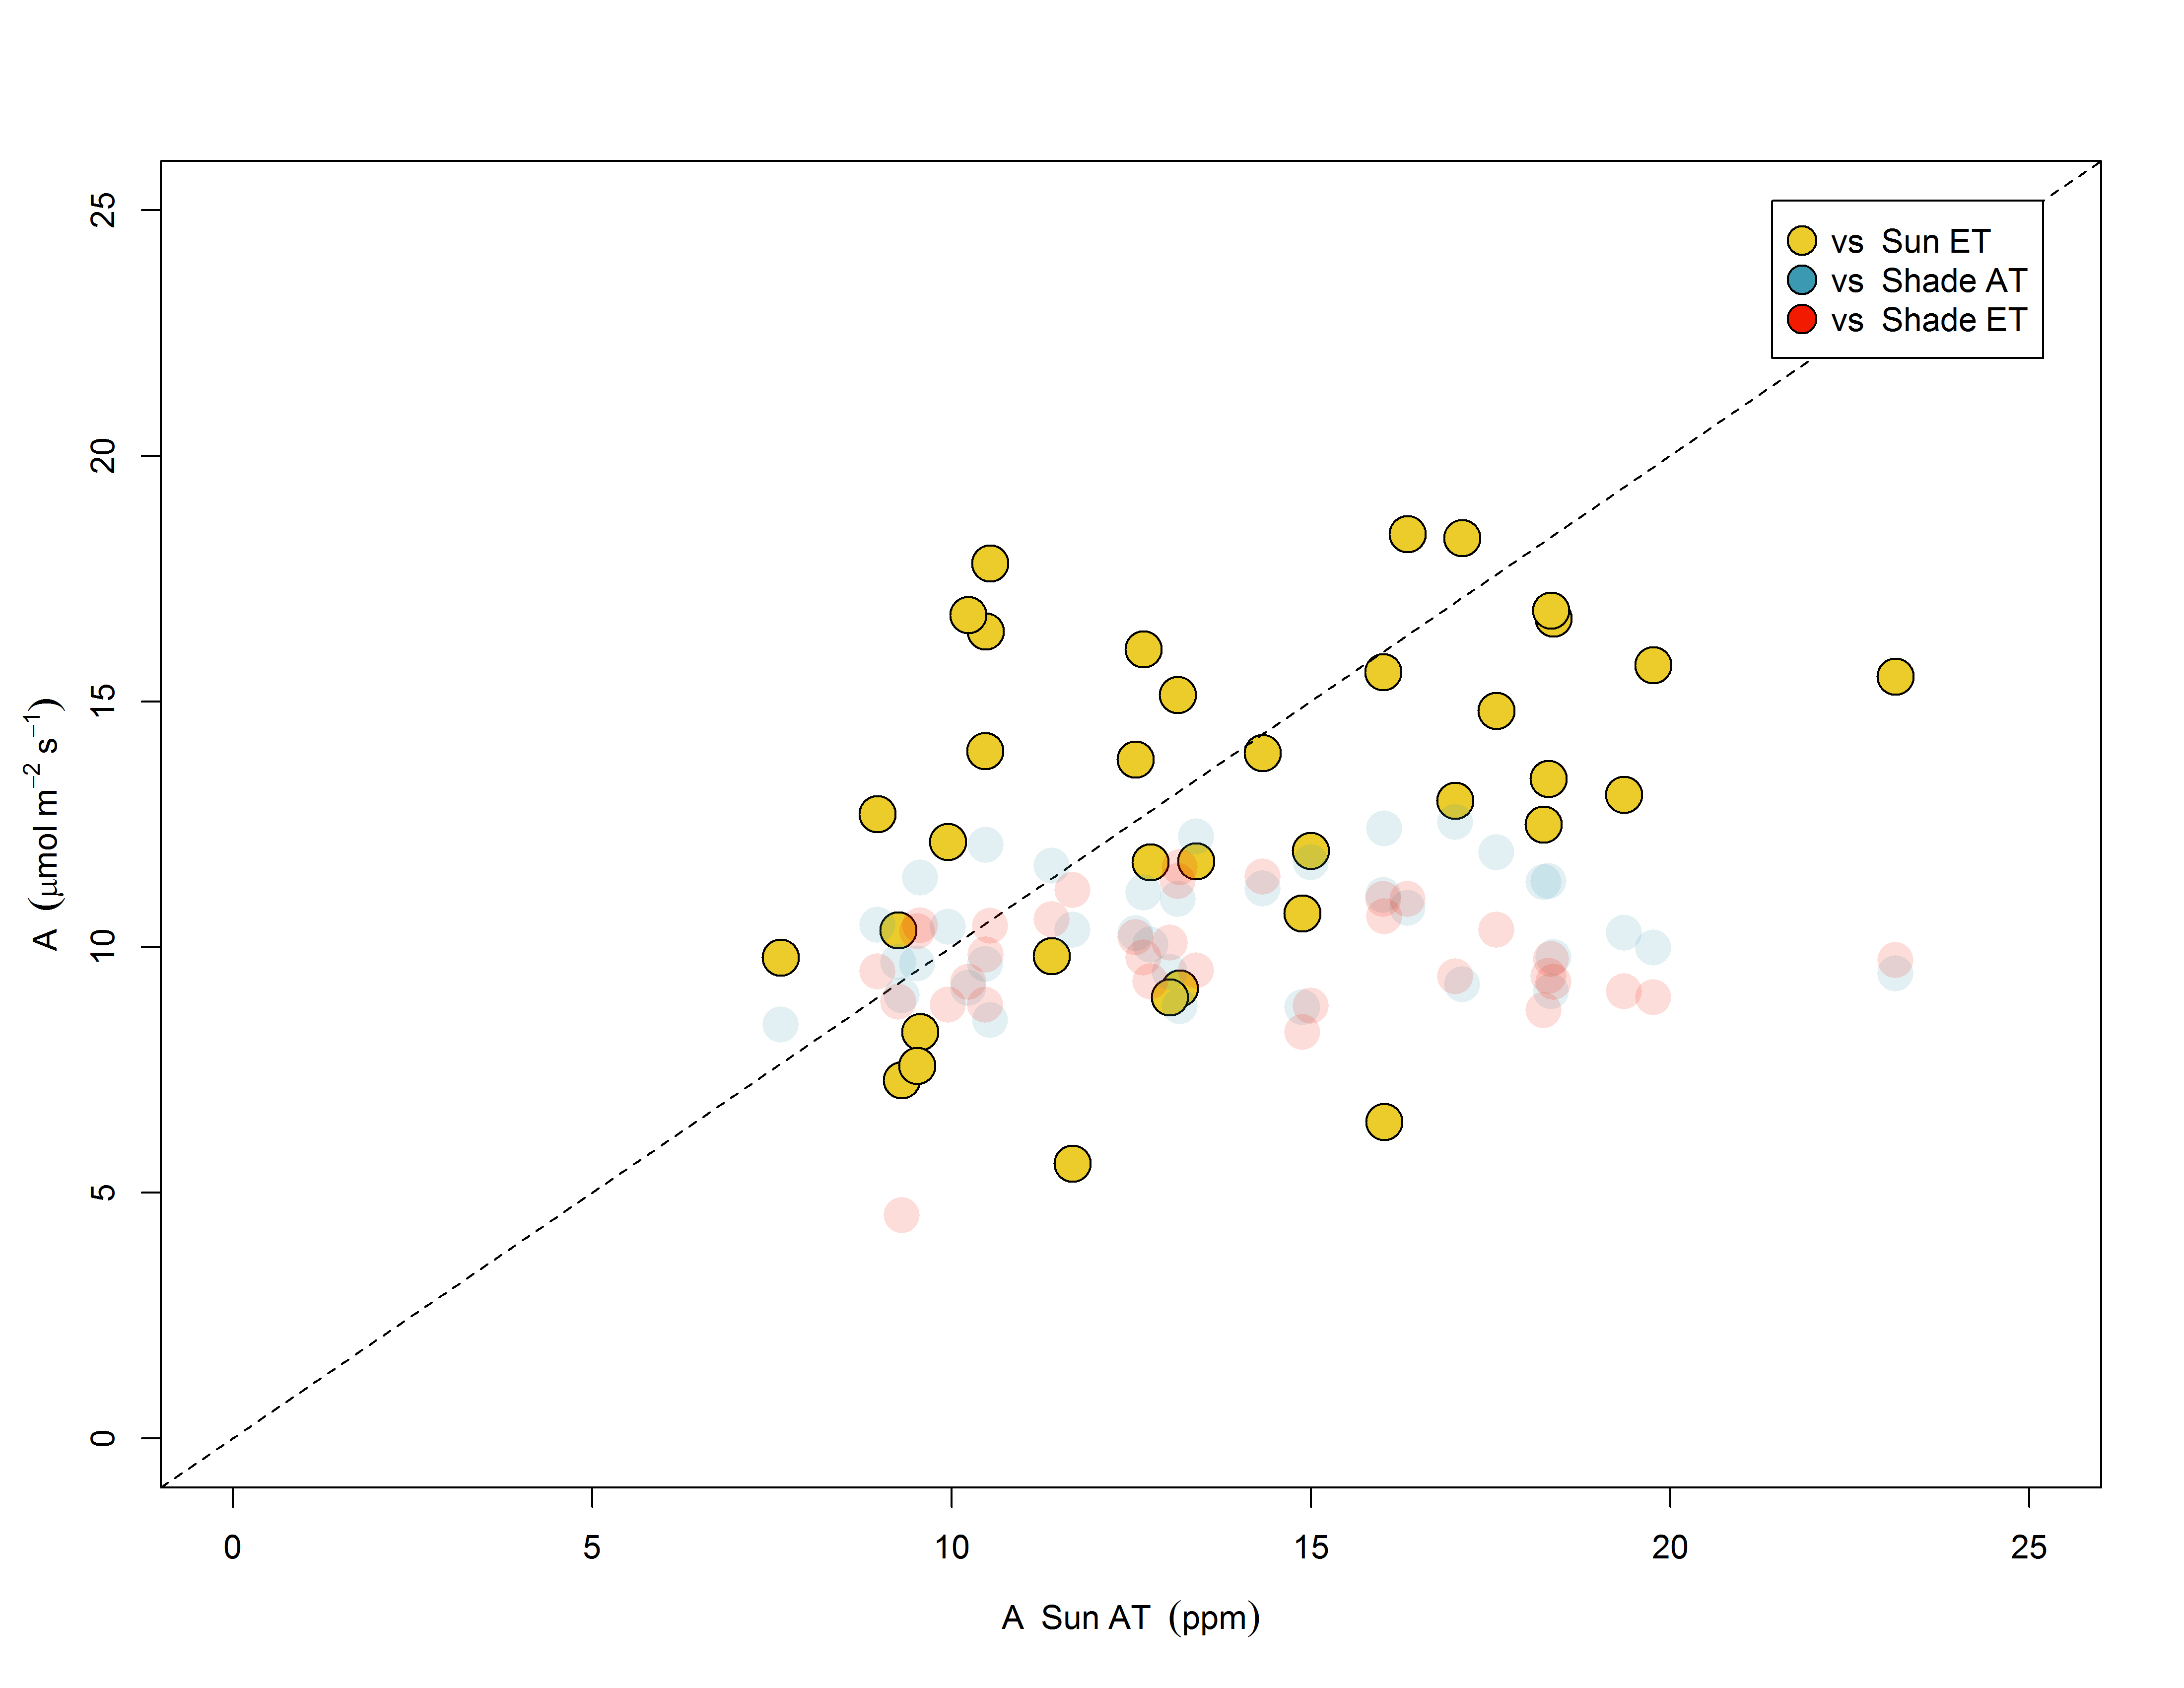 25
20
15
10
5
0
A (μmol m⁻² s⁻¹)
vs Sun ET
vs Shade AT
vs Shade ET
0 5 10 15 20 25
A Sun AT (ppm)